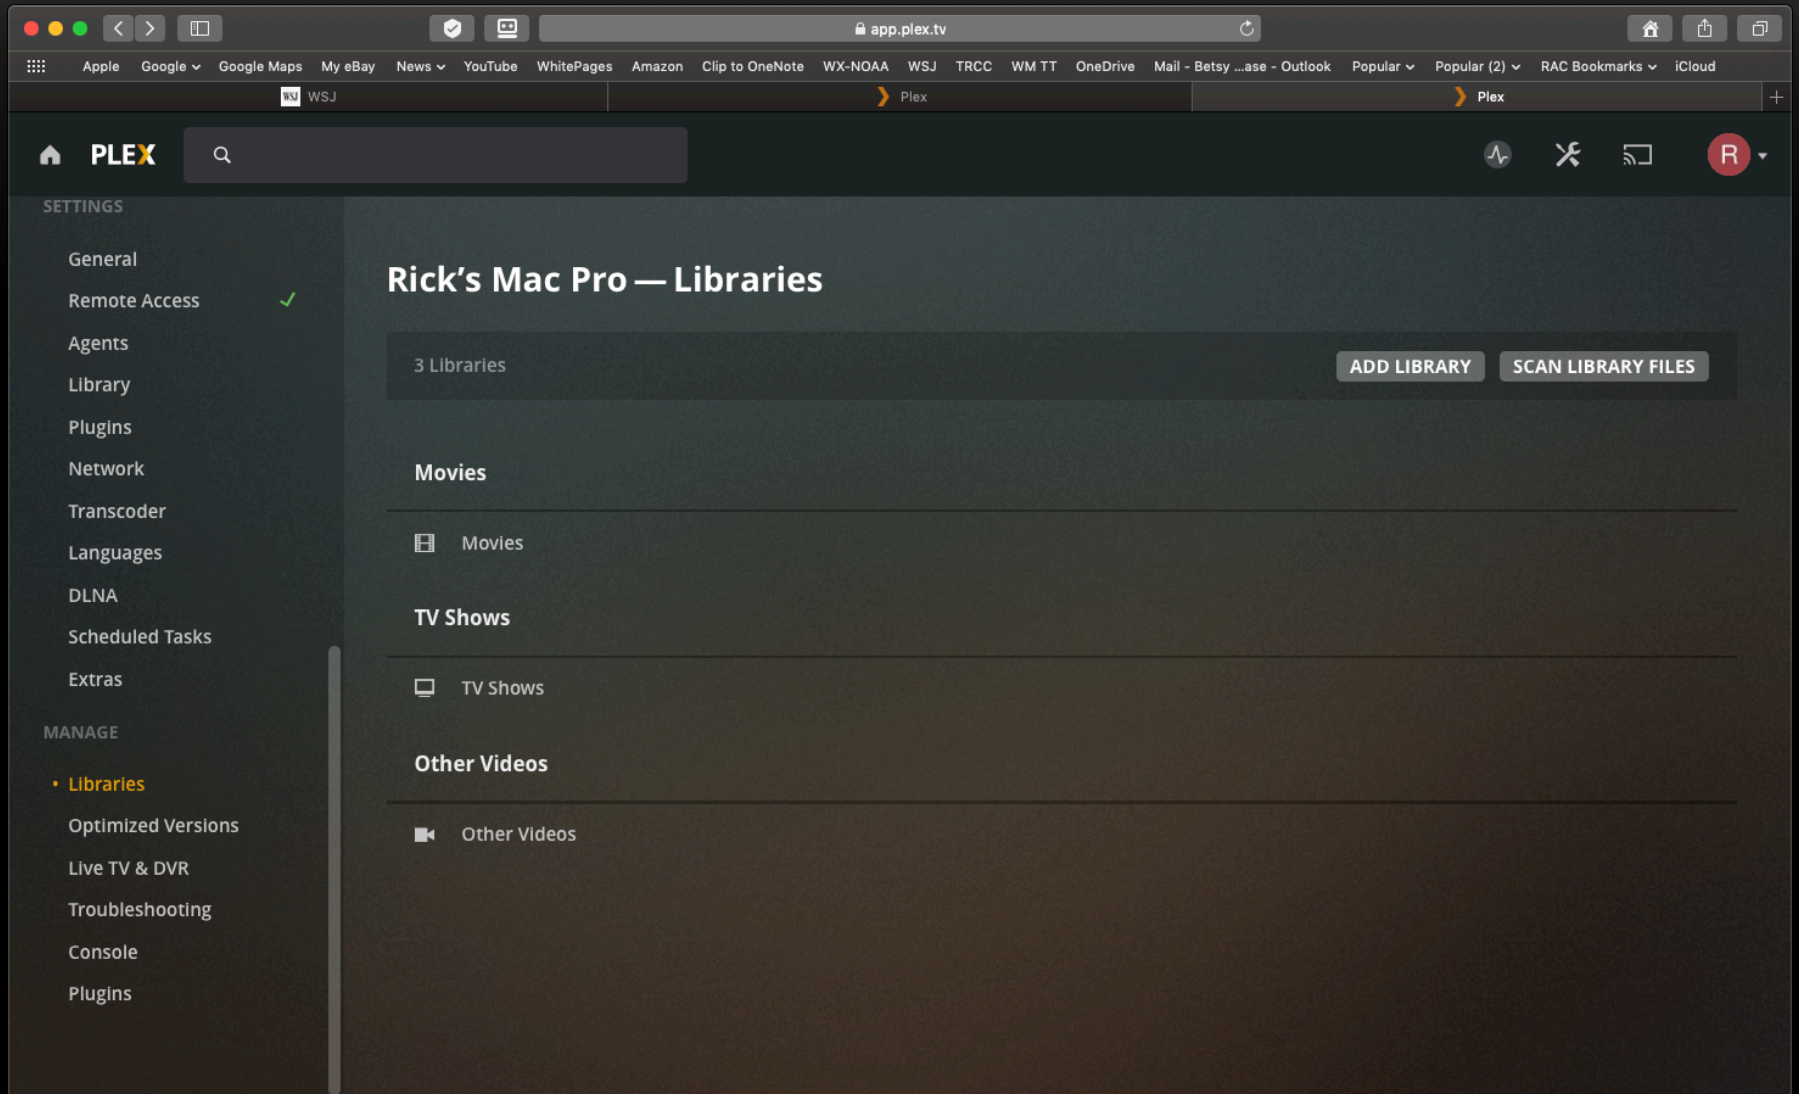 app.plex.tv
Apple Google Google Maps My eBay News YouTube WhitePages Amazon Clip to OneNote WX-NOAA WSJ TRCC WM TT OneDrive Mail - Betsy ...ase - Outlook Popular Popular (2) RAC Bookmarks iCloud
WSJ WSJ Plex Plex
PLEX R
SETTINGS
General
Remote Access
Agents
Library
Plugins
Network
Transcoder
Languages
DLNA
Scheduled Tasks
Extras
MANAGE
• Libraries
Optimized Versions
Live TV & DVR
Troubleshooting
Console
Plugins
Rick’s Mac Pro — Libraries
3 Libraries ADD LIBRARY SCAN LIBRARY FILES
Movies
Movies
TV Shows
TV Shows
Other Videos
Other Videos